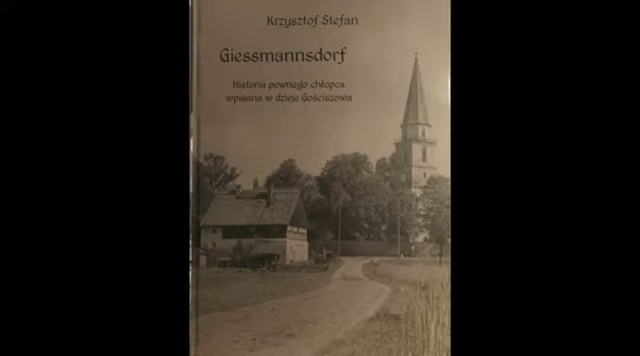 Krzysztof Stefan
Giessmannsdorf
Historia pewnego chłopca
wpisana w dzieje Gościszowa